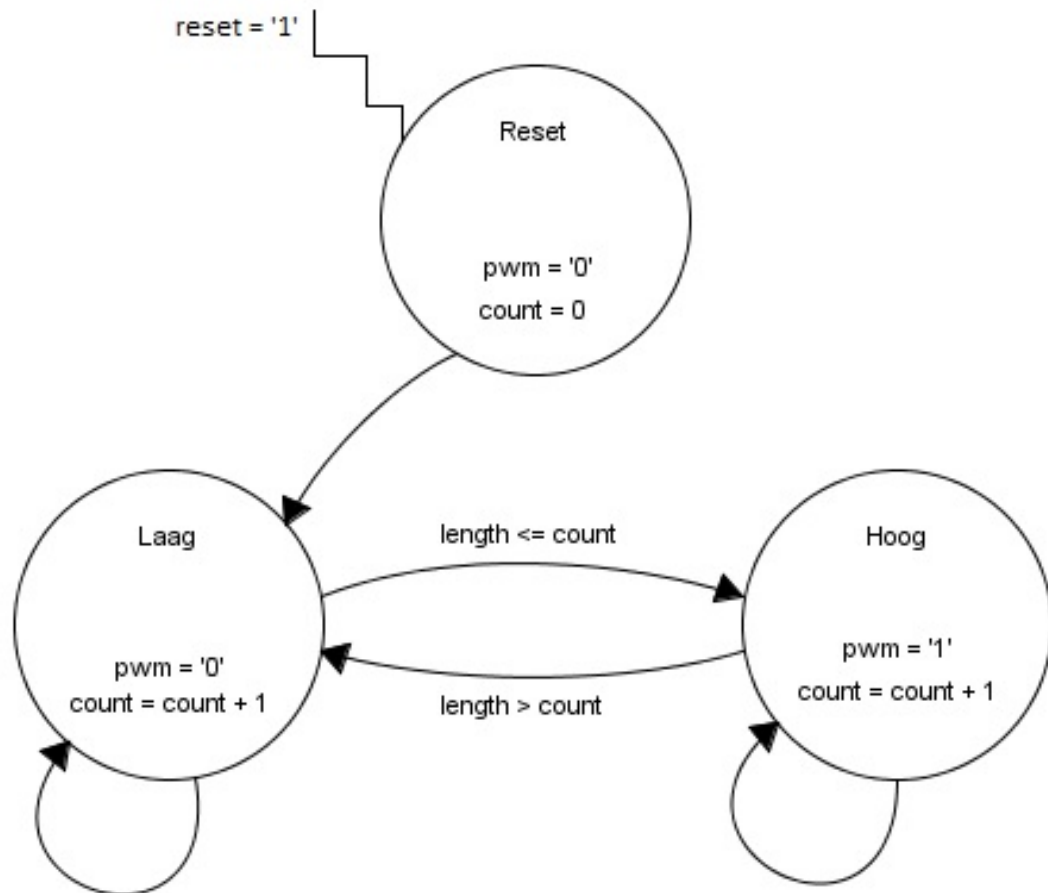 reset = '1'
Reset
pwm = '0'
count = 0
Laag
length <= count
Hoog
pwm = '0'
count = count + 1
length > count
pwm = '1'
count = count + 1